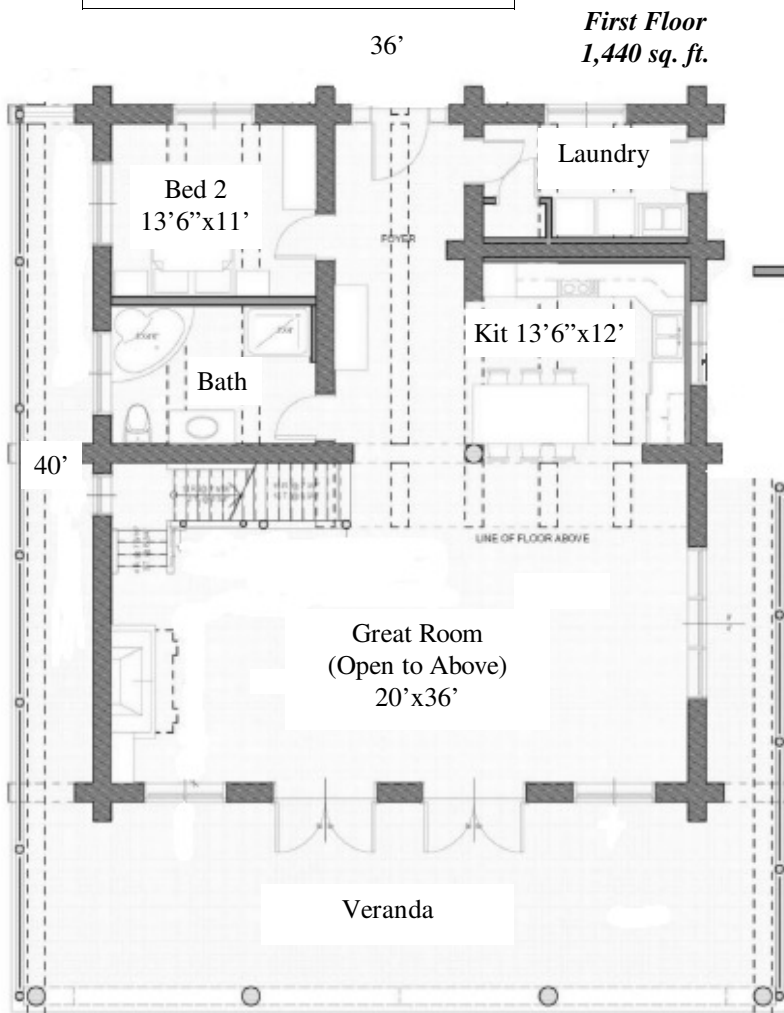 First Floor
1,440 sq. ft.
36’
Laundry
Bed 2
13'6”x11’
FOYER
Kit 13’6”x12’
Bath
40’
LINE OF FLOOR ABOVE
Great Room
(Open to Above)
20’x36’
Veranda